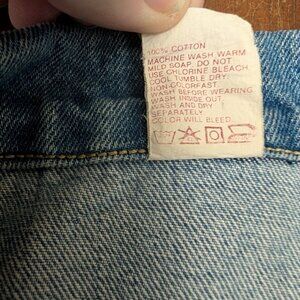 100% COTTON
MACHINE WASH WARM
MILD SOAP. DO NOT
USE CHLORINE BLEACH.
COOL TUMBLE DRY.
NON-COLORFAST.
WASH BEFORE WEARING.
WASH INSIDE OUT
WASH AND DRY
SEPARATELY.
COLOR WILL BLEED.